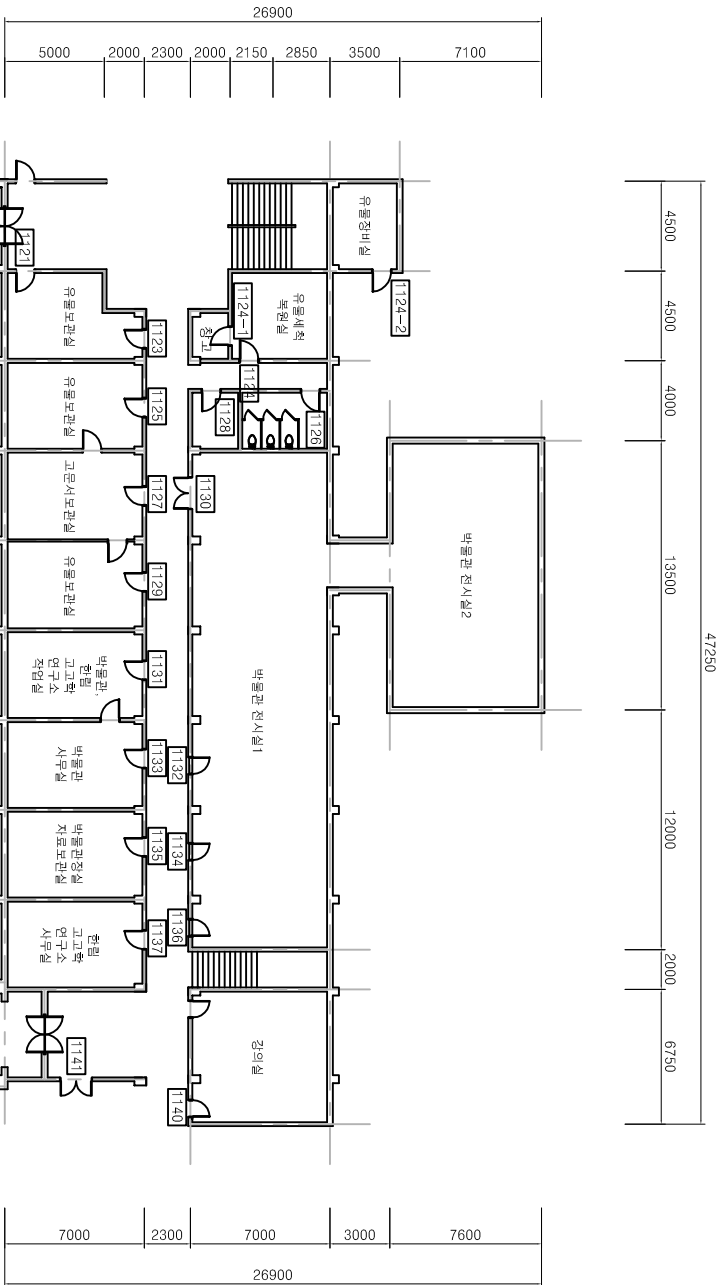 26900
5000
2000
2300
2000
2150
2850
3500
7100
4500
4500
4000
13500
12000
2000
6750
47250
유물장비실
1121
1124-2
유물보관실
1123
1124-1
유물세척
복원실
창고
1124
유물보관실
1125
1128
1126
고문서보관실
1127
1130
박물관 전시실2
유물보관실
1129
박물관,
한림
고고학
연구소
작업실
1131
박물관 전시실1
박물관
사무실
1133
1132
박물관장실
자료보관실
1135
1134
한림
고고학
연구소
사무실
1137
1136
강의실
1141
1140
7000
2300
7000
3000
7600
26900